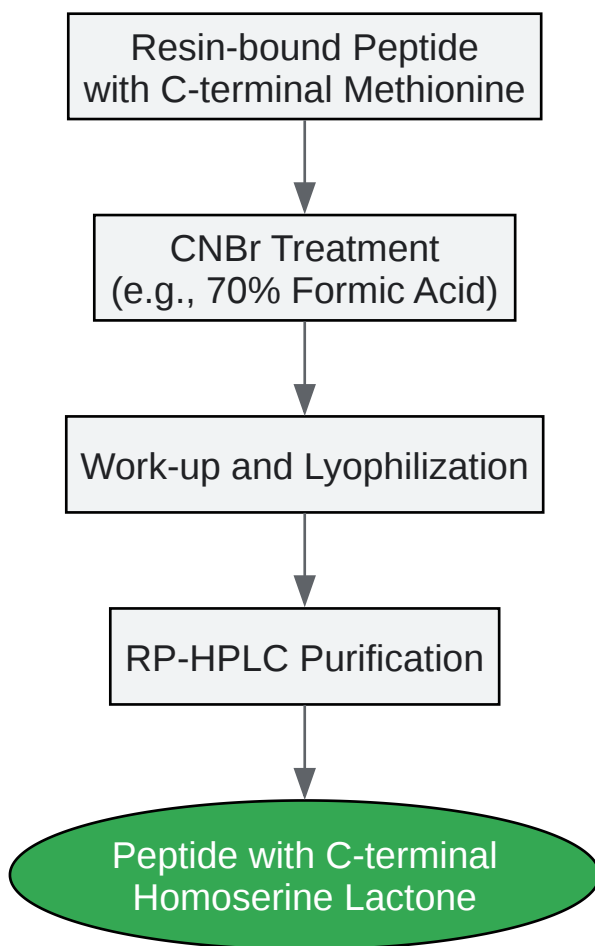 Resin-bound Peptide
with C-terminal Methionine
CNBr Treatment
(e.g., 70% Formic Acid)
Work-up and Lyophilization
RP-HPLC Purification
Peptide with C-terminal
Homoserine Lactone